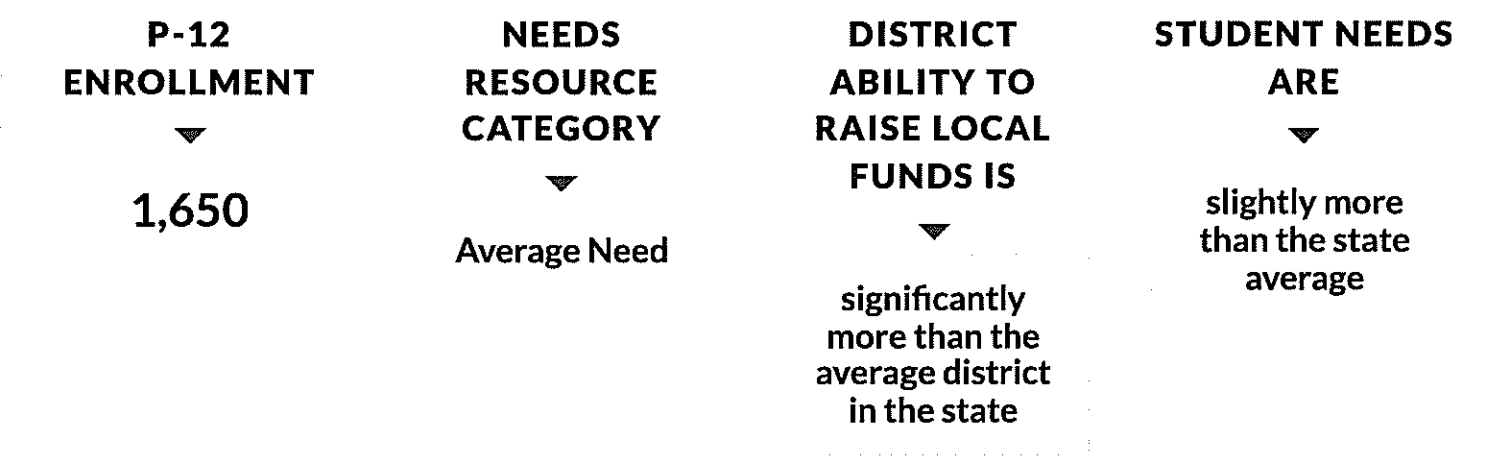 P-12
ENROLLMENT
1,650
NEEDS
RESOURCE
CATEGORY
Average Need
DISTRICT
ABILITY TO
RAISE LOCAL
FUNDS IS
significantly
more than the
average district
in the state
STUDENT NEEDS
ARE
slightly more
than the state
average